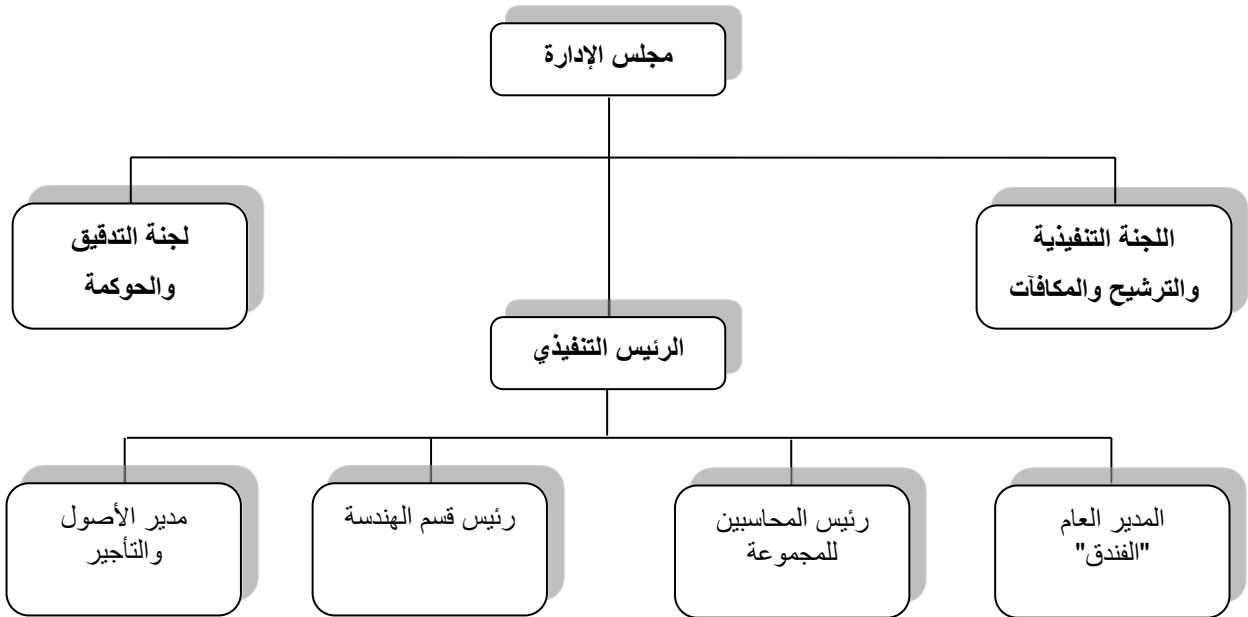 مجلس الإدارة
اللجنة التنفيذية
والترشيح والمكافآت
لجنة التدقيق
والحوكمة
الرئيس التنفيذي
المدير العام
"الفندق"
رئيس المحاسبين
للمجموعة
رئيس قسم الهندسة
مدير الأصول
والتأجير